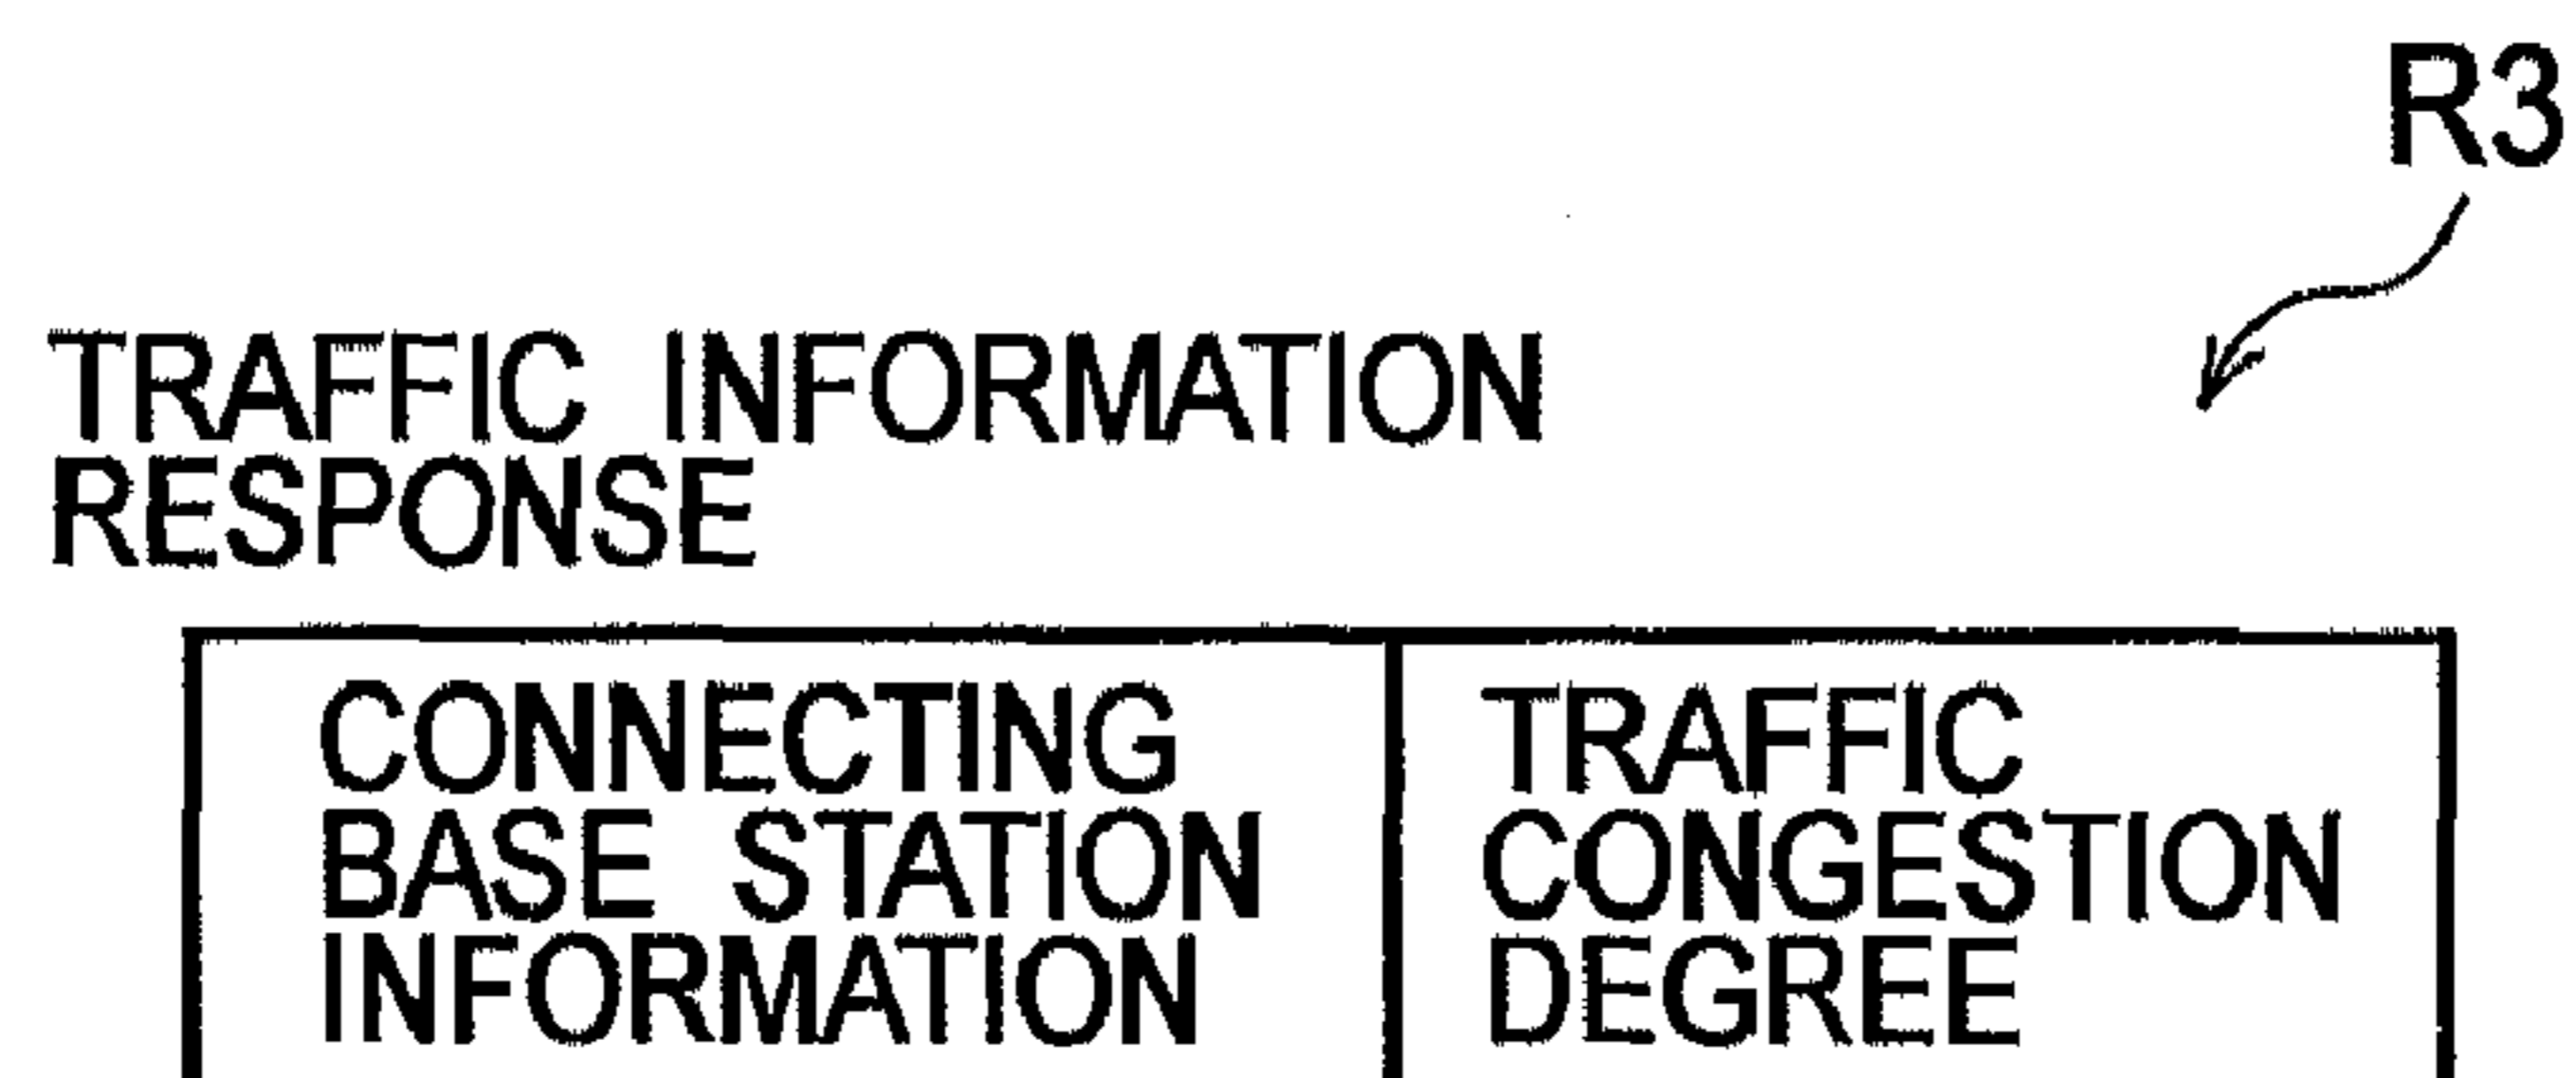 R3
TRAFFIC INFORMATION
RESPONSE
CONNECTING
BASE STATION
INFORMATION
TRAFFIC
CONGESTION
DEGREE